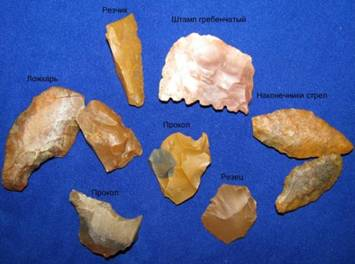 Резчик
Штамп гребенчатый
Ложкарь
Наконечники стрел
Прокол
Резец
Прокол